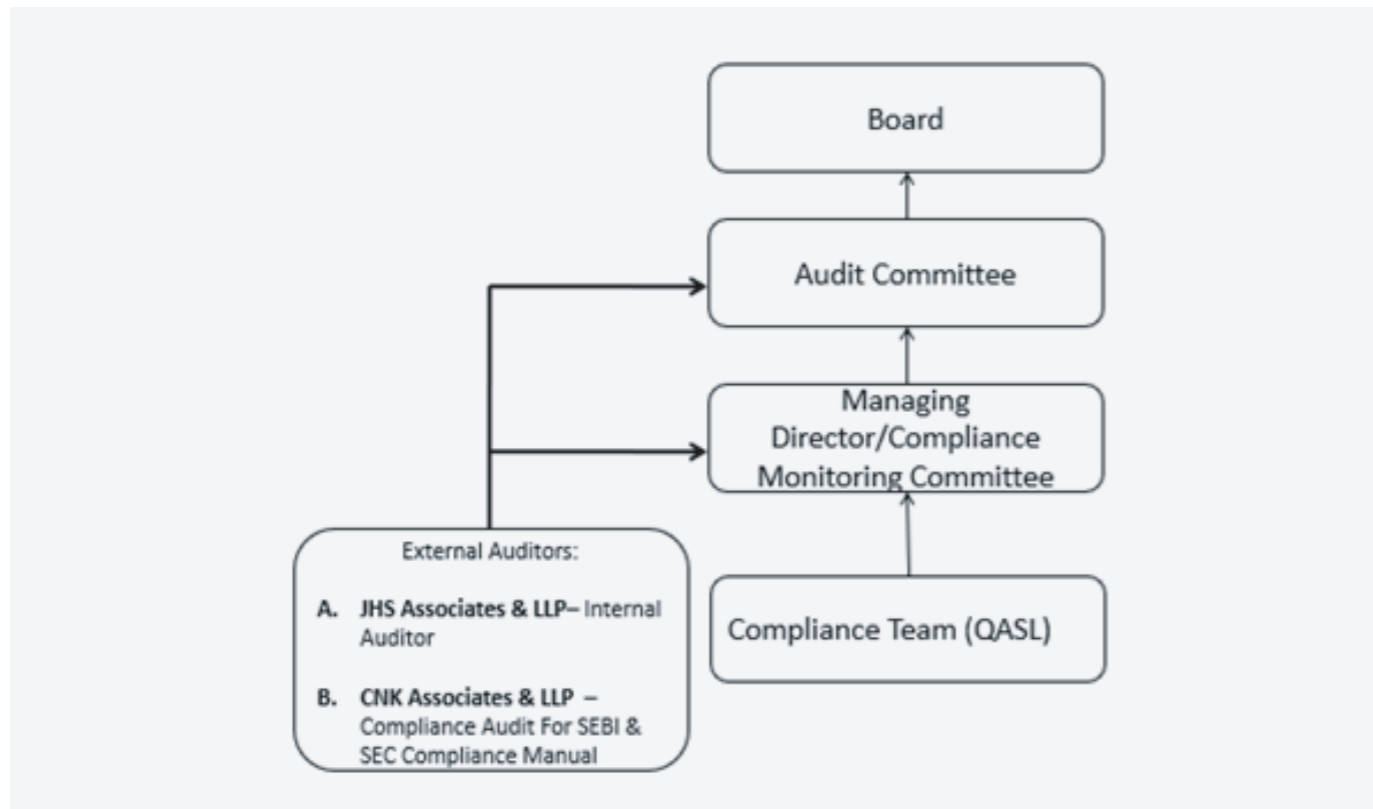 Board
Audit Committee
Managing
Director/Compliance
Monitoring Committee
External Auditors:
A. JHS Associates & LLP– Internal
Auditor
B. CNK Associates & LLP –
Compliance Audit For SEBI &
SEC Compliance Manual
Compliance Team (QASL)